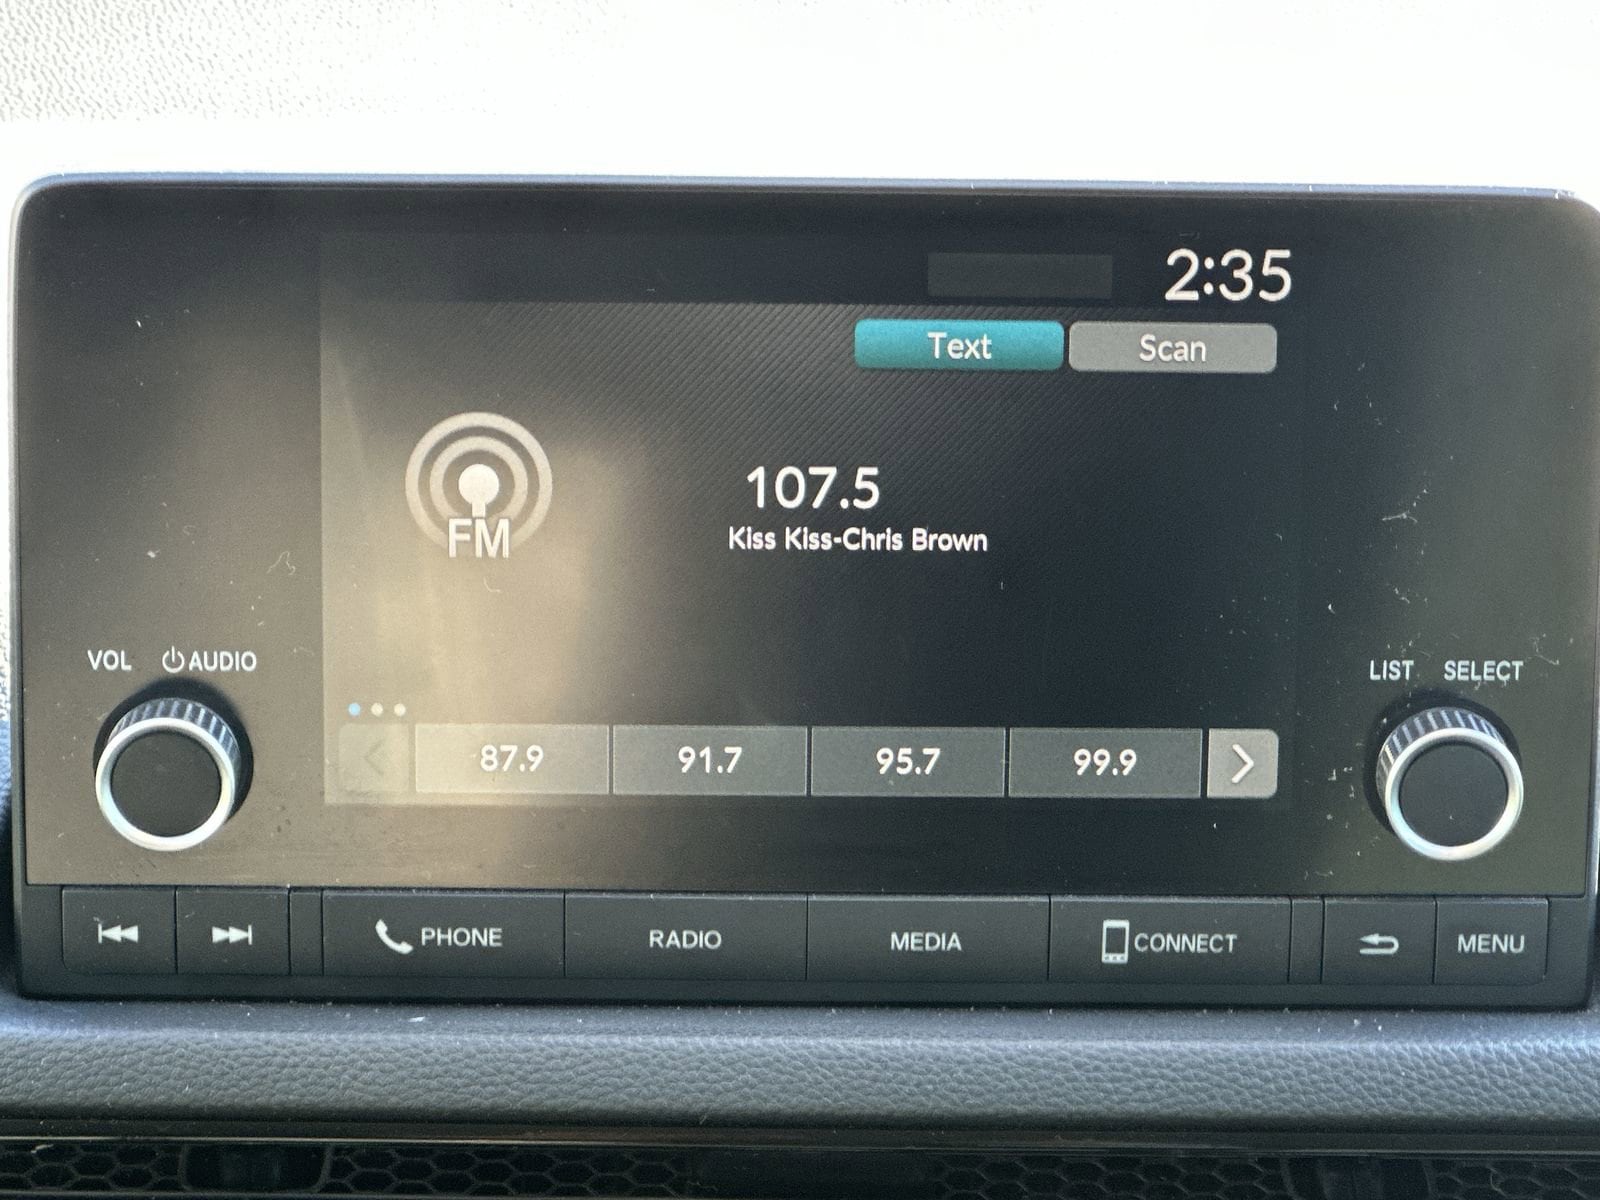 2:35
Text Scan
FM
107.5
Kiss Kiss-Chris Brown
VOL AUDIO
LIST SELECT
87.9 91.7 95.7 99.9
PHONE RADIO MEDIA CONNECT MENU